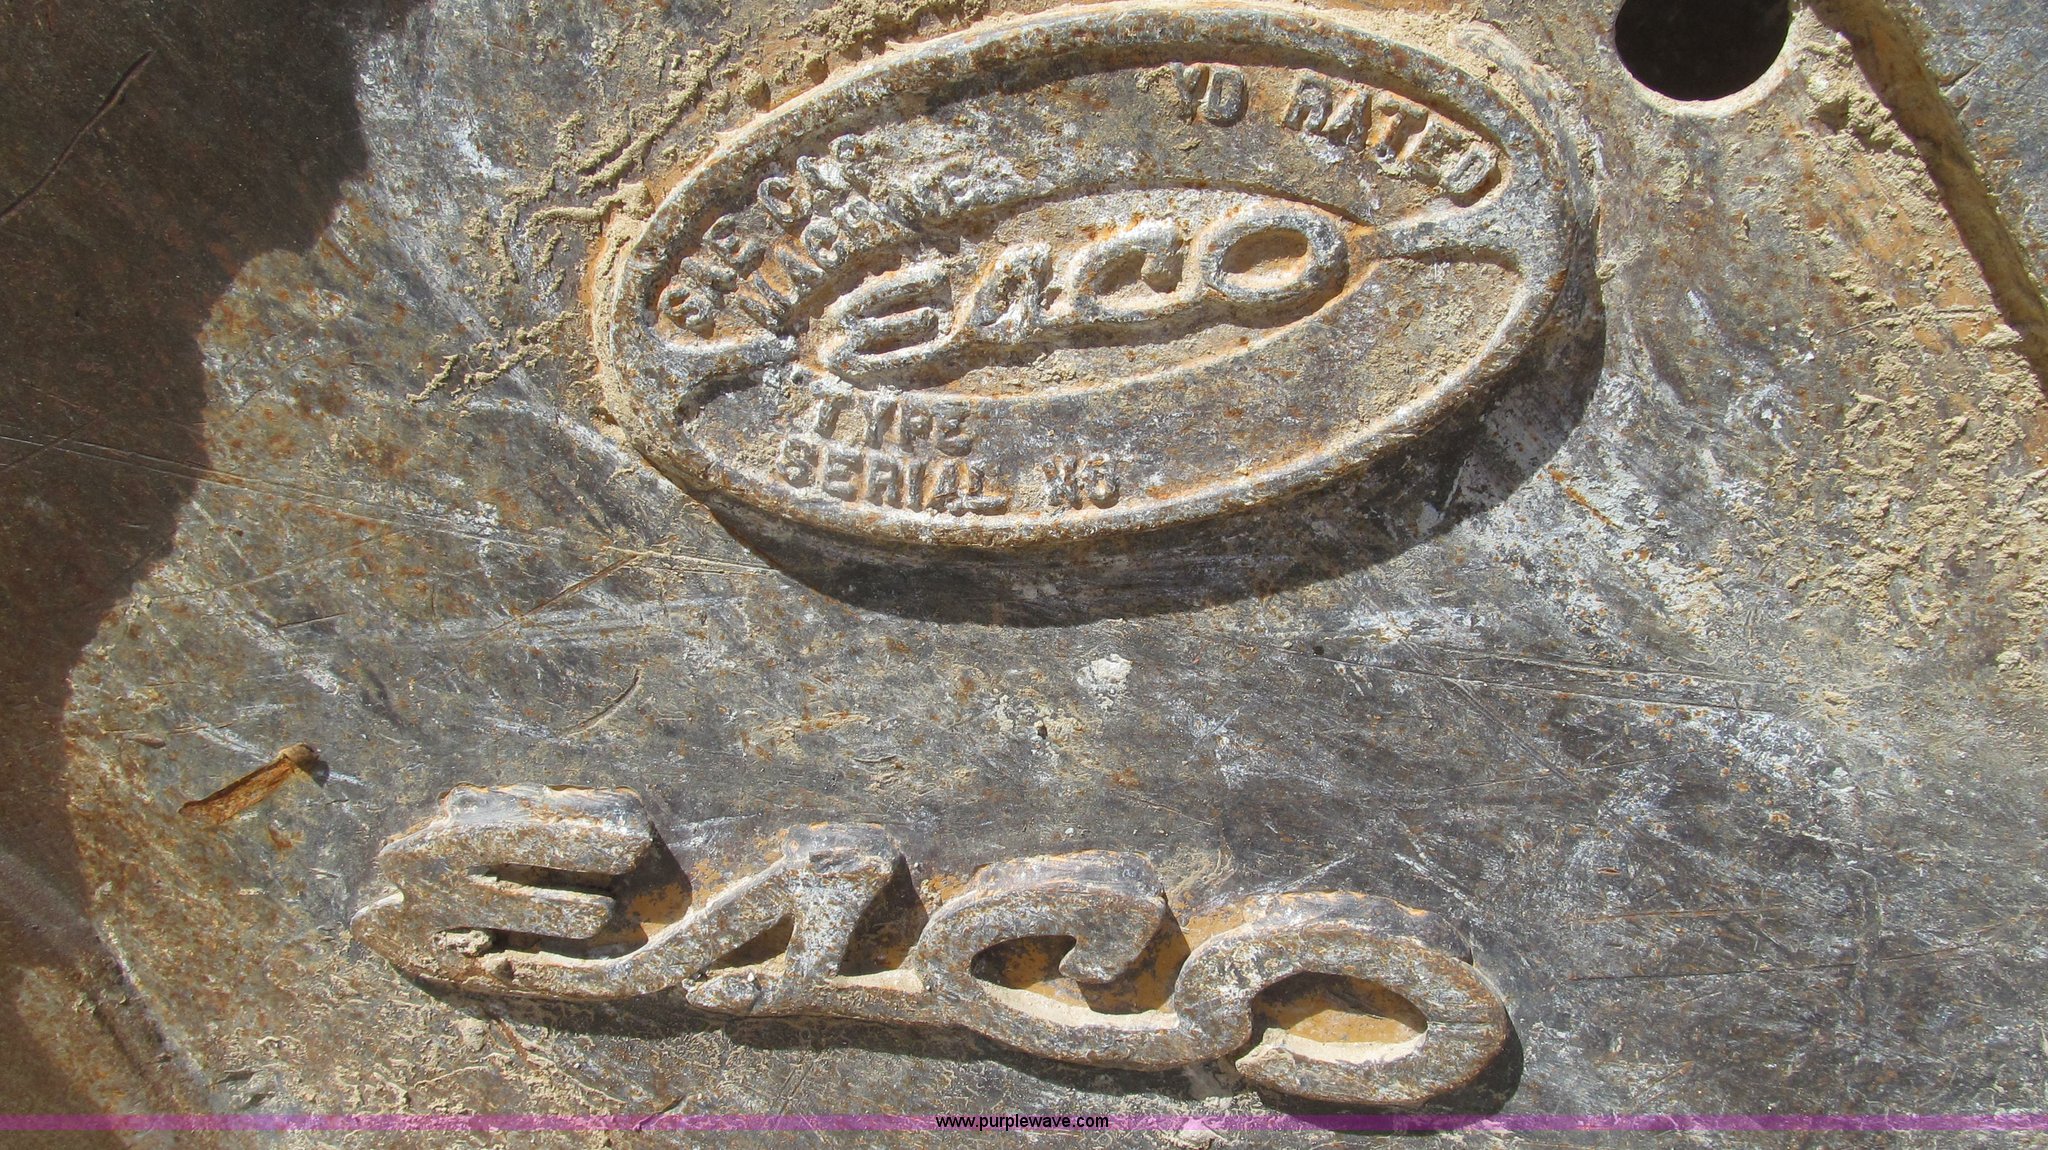 YD RATED
SAE CAP
MACHINE
ESCO
TYPE
SERIAL NO
ESCO
www.purplewave.com